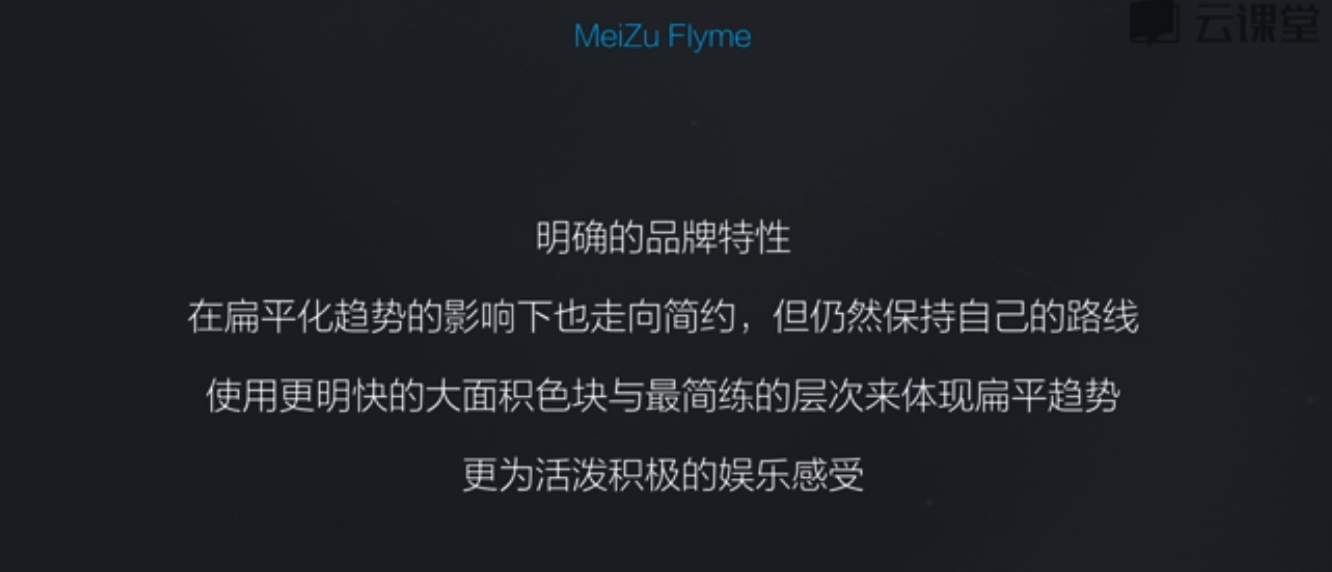 MeiZu Flyme
云课堂
明确的品牌特性
在扁平化趋势的影响下也走向简约，但仍然保持自己的路线
使用更明快的大面积色块与最简练的层次来体现扁平趋势
更为活泼积极的娱乐感受